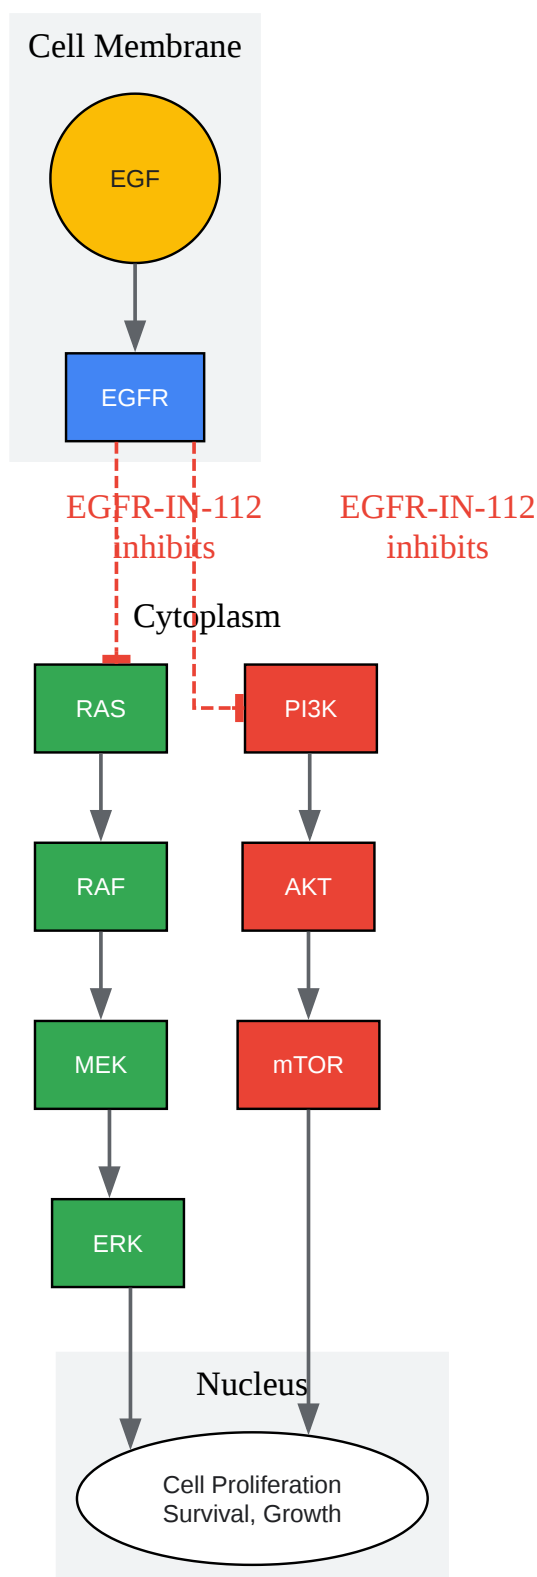 Cell Membrane
EGF
EGFR
EGFR-IN-112
inhibits
EGFR-IN-112
inhibits
Cytoplasm
RAS
PI3K
RAF
AKT
MEK
mTOR
ERK
Nucleus
Cell Proliferation
Survival, Growth